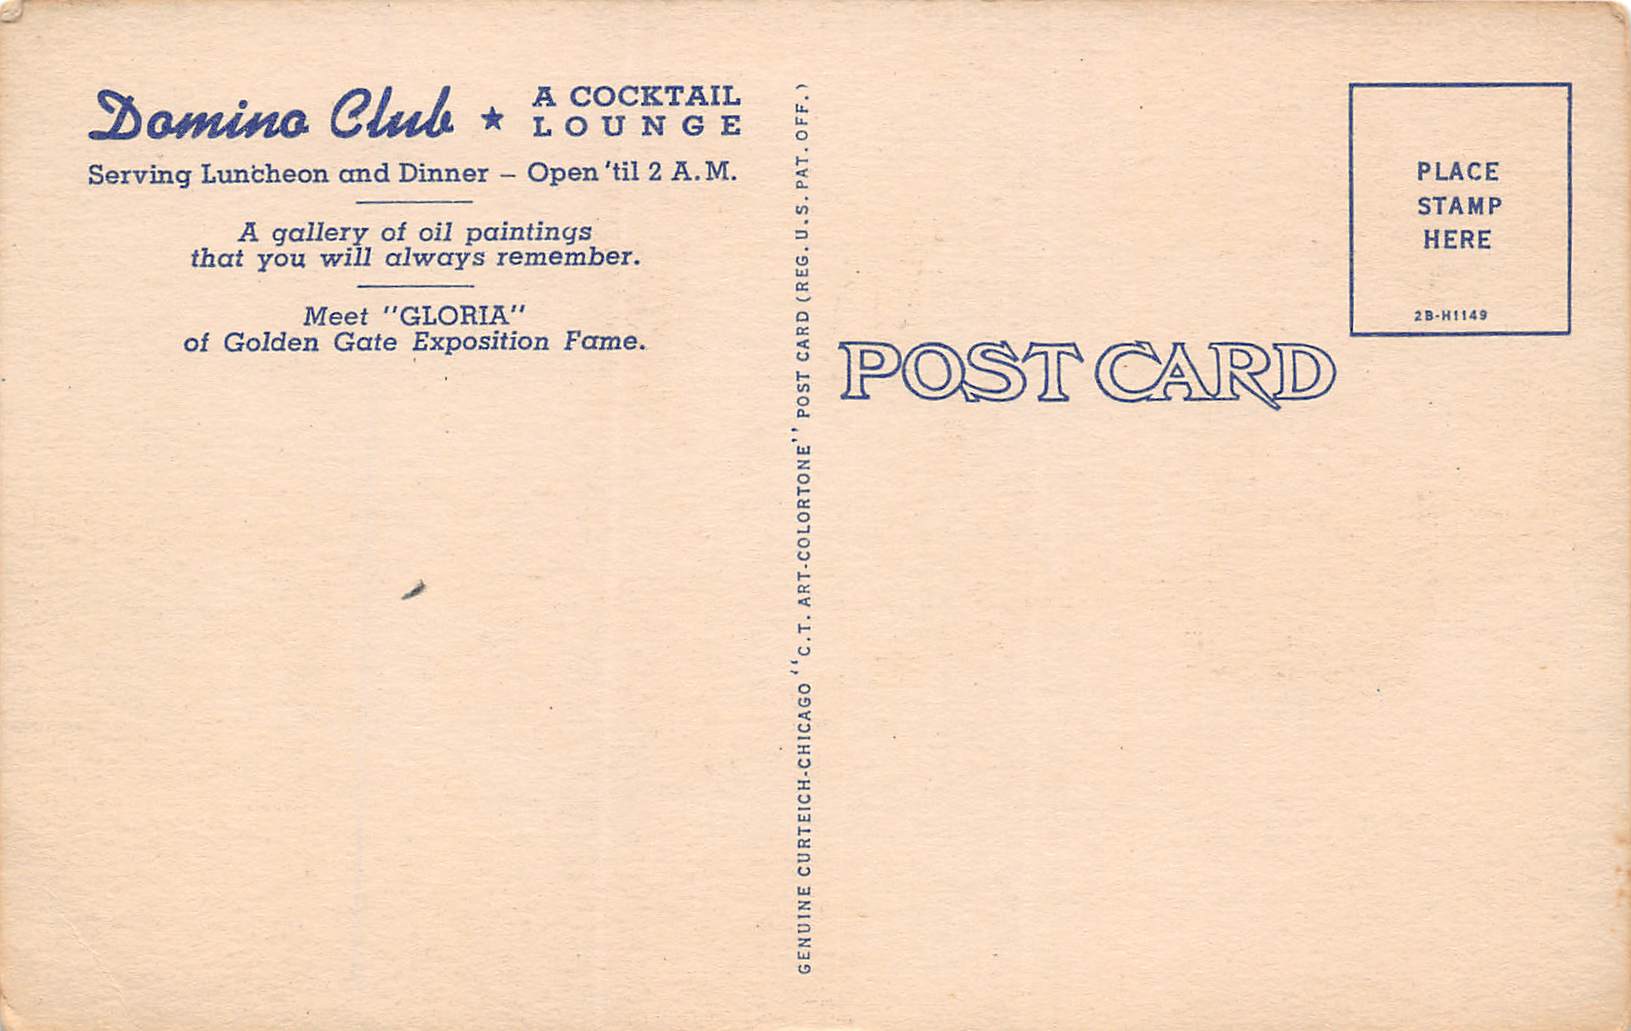 Domino Club ★ A COCKTAIL
LOUNGE
Serving Luncheon and Dinner – Open 'til 2 A.M.
A gallery of oil paintings
that you will always remember.
Meet "GLORIA"
of Golden Gate Exposition Fame.
GENUINE CURTEICH-CHICAGO "C.T. ART-COLORTONE" POST CARD (REG. U.S. PAT. OFF.)
PLACE
STAMP
HERE
2B-H1149
POST CARD